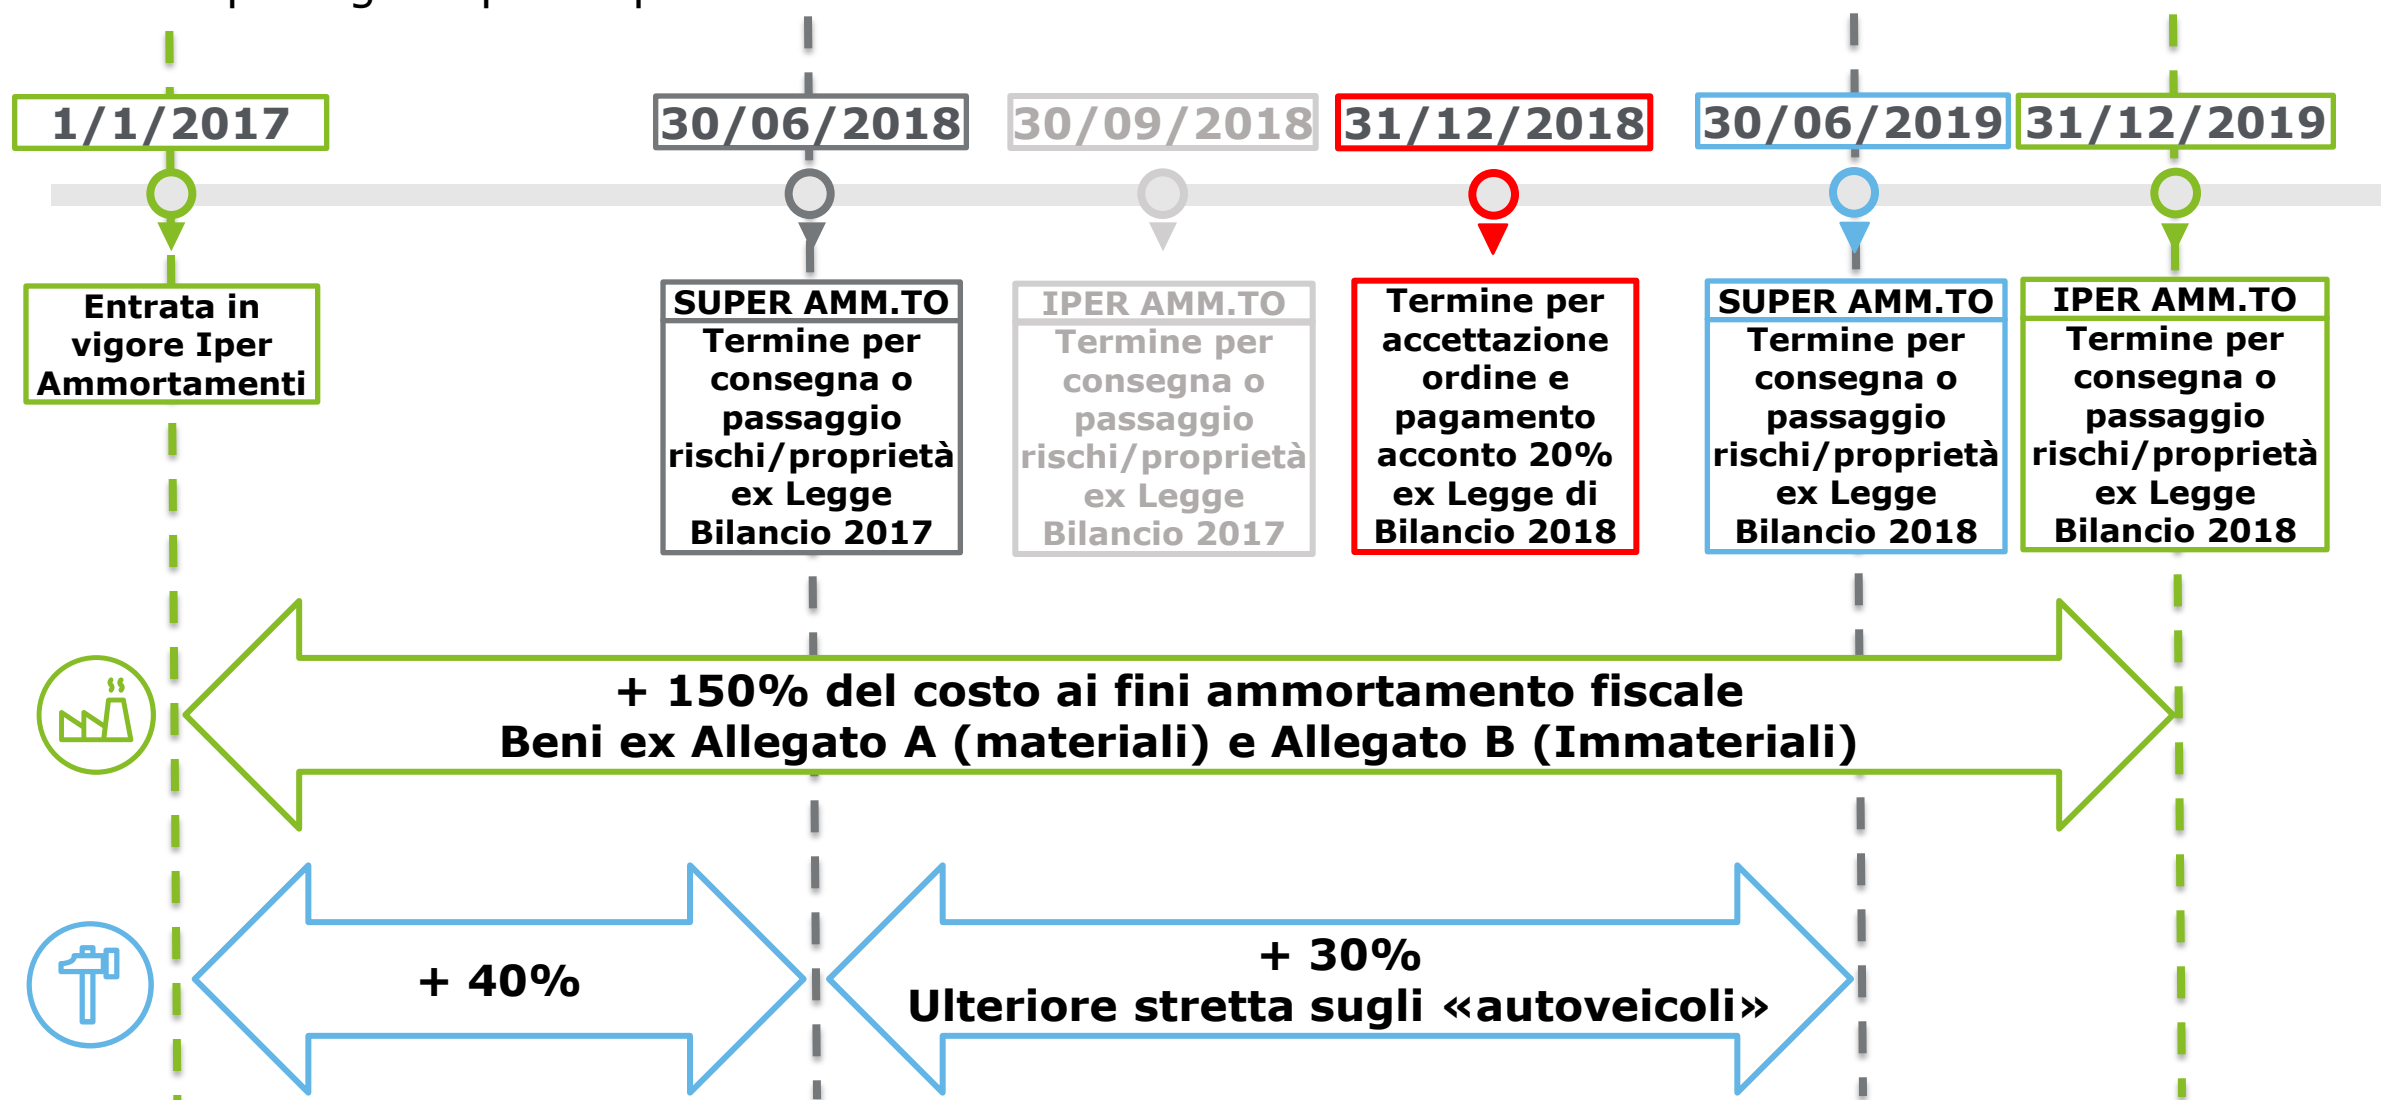 1/1/2017
30/06/2018
30/09/2018
31/12/2018
30/06/2019
31/12/2019
Entrata in
vigore Iper
Ammortamenti
SUPER AMM.TO
Termine per
consegna o
passaggio
rischi/proprietà
ex Legge
Bilancio 2017
IPER AMM.TO
Termine per
consegna o
passaggio
rischi/proprietà
ex Legge
Bilancio 2017
Termine per
accettazione
ordine e
pagamento
acconto 20%
ex Legge di
Bilancio 2018
SUPER AMM.TO
Termine per
consegna o
passaggio
rischi/proprietà
ex Legge
Bilancio 2018
IPER AMM.TO
Termine per
consegna o
passaggio
rischi/proprietà
ex Legge
Bilancio 2018
+ 150% del costo ai fini ammortamento fiscale
Beni ex Allegato A (materiali) e Allegato B (Immateriali)
+ 40%
+ 30%
Ulteriore stretta sugli «autoveicoli»